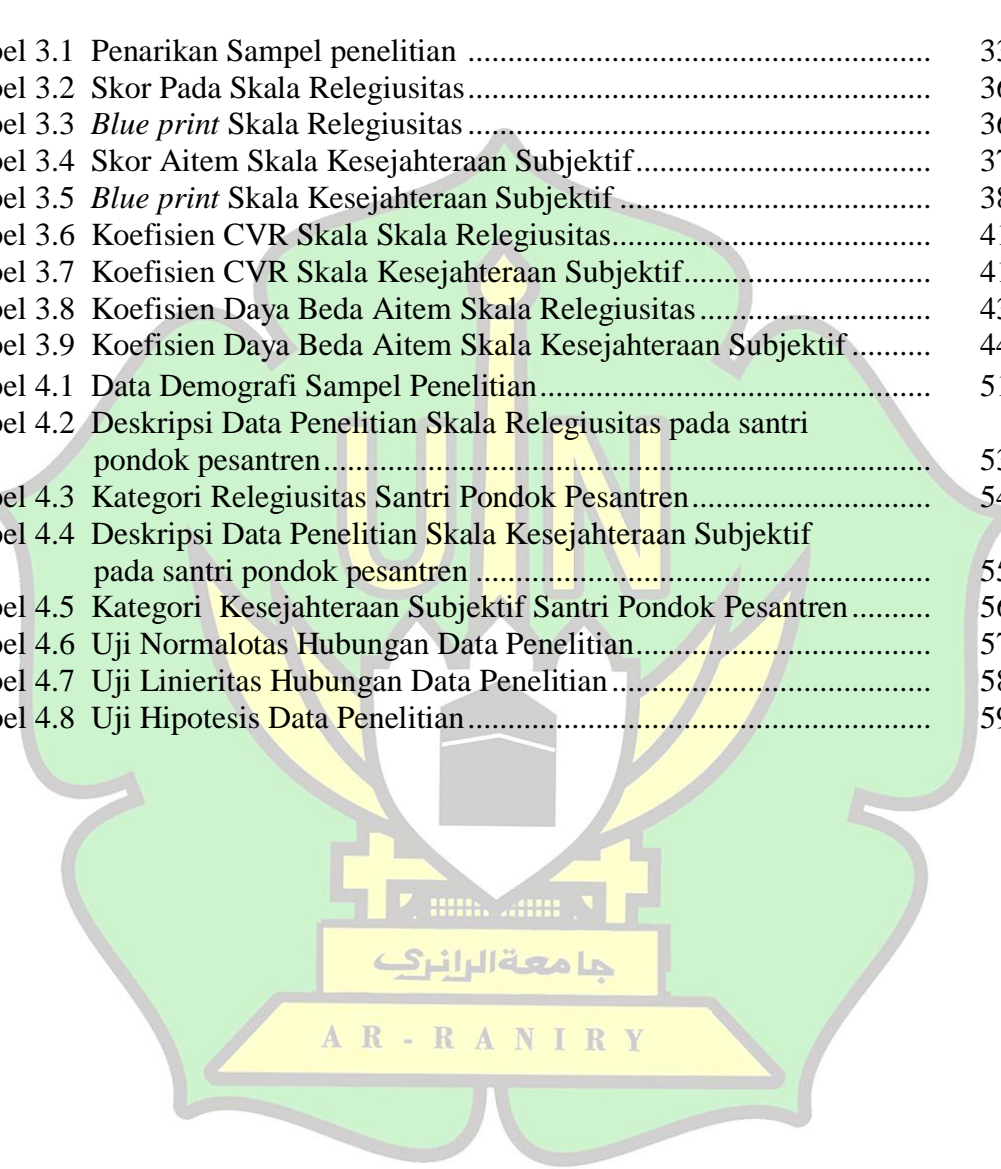 bel 3.1 Penarikan Sampel penelitian ........................................ 33
bel 3.2 Skor Pada Skala Relegiusitas ........................................ 36
bel 3.3 Blue print Skala Relegiusitas ........................................ 36
bel 3.4 Skor Aitem Skala Kesejahteraan Subjektif ........................................ 37
bel 3.5 Blue print Skala Kesejahteraan Subjektif ........................................ 38
bel 3.6 Koefisien CVR Skala Skala Relegiusitas ........................................ 41
bel 3.7 Koefisien CVR Skala Kesejahteraan Subjektif ........................................ 41
bel 3.8 Koefisien Daya Beda Aitem Skala Relegiusitas ........................................ 43
bel 3.9 Koefisien Daya Beda Aitem Skala Kesejahteraan Subjektif .......... 44
bel 4.1 Data Demografi Sampel Penelitian ........................................ 51
bel 4.2 Deskripsi Data Penelitian Skala Relegiusitas pada santri
pondok pesantren ........................................ 53
bel 4.3 Kategori Relegiusitas Santri Pondok Pesantren ........................................ 54
bel 4.4 Deskripsi Data Penelitian Skala Kesejahteraan Subjektif
pada santri pondok pesantren ........................................ 55
bel 4.5 Kategori Kesejahteraan Subjektif Santri Pondok Pesantren .......... 56
bel 4.6 Uji Normalotas Hubungan Data Penelitian ........................................ 57
bel 4.7 Uji Linieritas Hubungan Data Penelitian ........................................ 58
bel 4.8 Uji Hipotesis Data Penelitian ........................................ 59
UIN
جامعة الرانري
AR-RANIRY